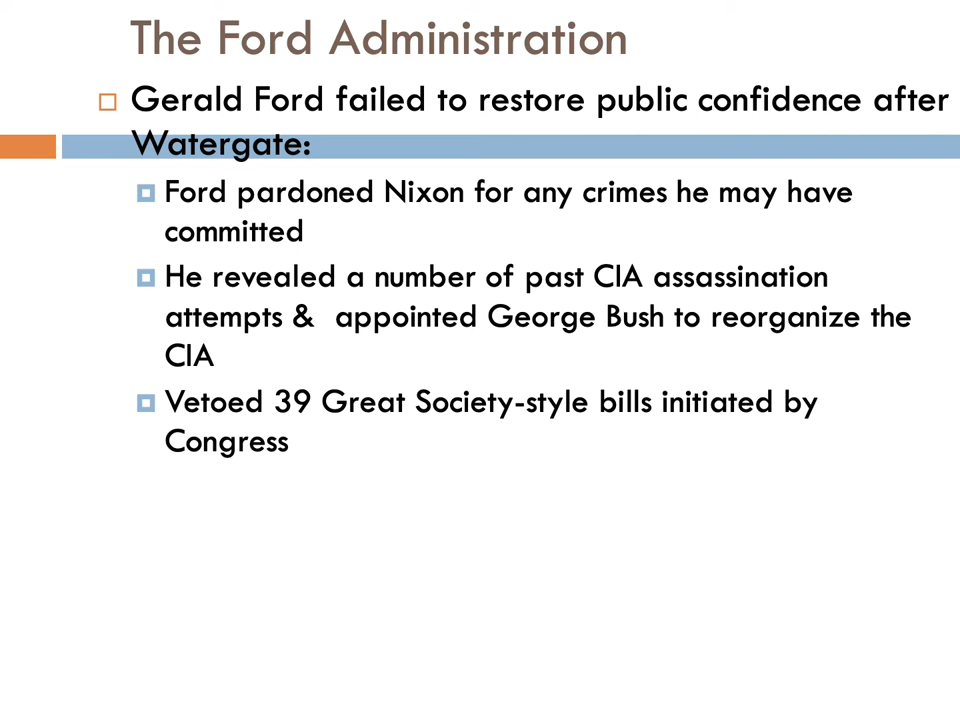 The Ford Administration
Gerald Ford failed to restore public confidence after
Watergate:
Ford pardoned Nixon for any crimes he may have
committed
He revealed a number of past CIA assassination
attempts &  appointed George Bush to reorganize the
CIA
Vetoed 39 Great Society-style bills initiated by
Congress